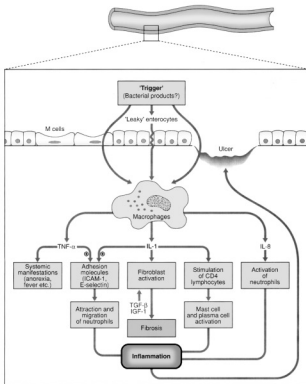 'Trigger'
(Bacterial products?)
M cells
'Leaky' enterocytes
Ulcer
Macrophages
TNF-α
IL-1
IL-8
Systemic
manifestations
(anorexia,
fever etc.)
Adhesion
molecules
(ICAM-1,
E-selectin)
Fibroblast
activation
Stimulation
of CD4
lymphocytes
Activation
of
neutrophils
TGF-β
IGF-1
Attraction and
migration
of neutrophils
Fibrosis
Mast cell
and plasma cell
activation
Inflammation